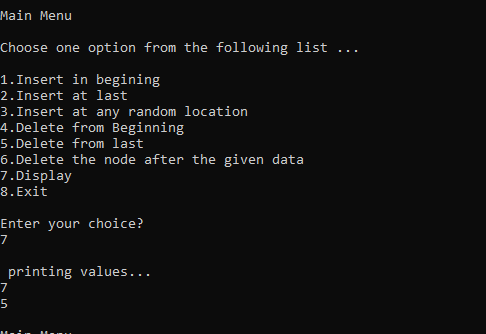 Main Menu
Choose one option from the following list ...
1.Insert in begining
2.Insert at last
3.Insert at any random location
4.Delete from Beginning
5.Delete from last
6.Delete the node after the given data
7.Display
8.Exit
Enter your choice?
7
printing values...
7
5
Main Menu